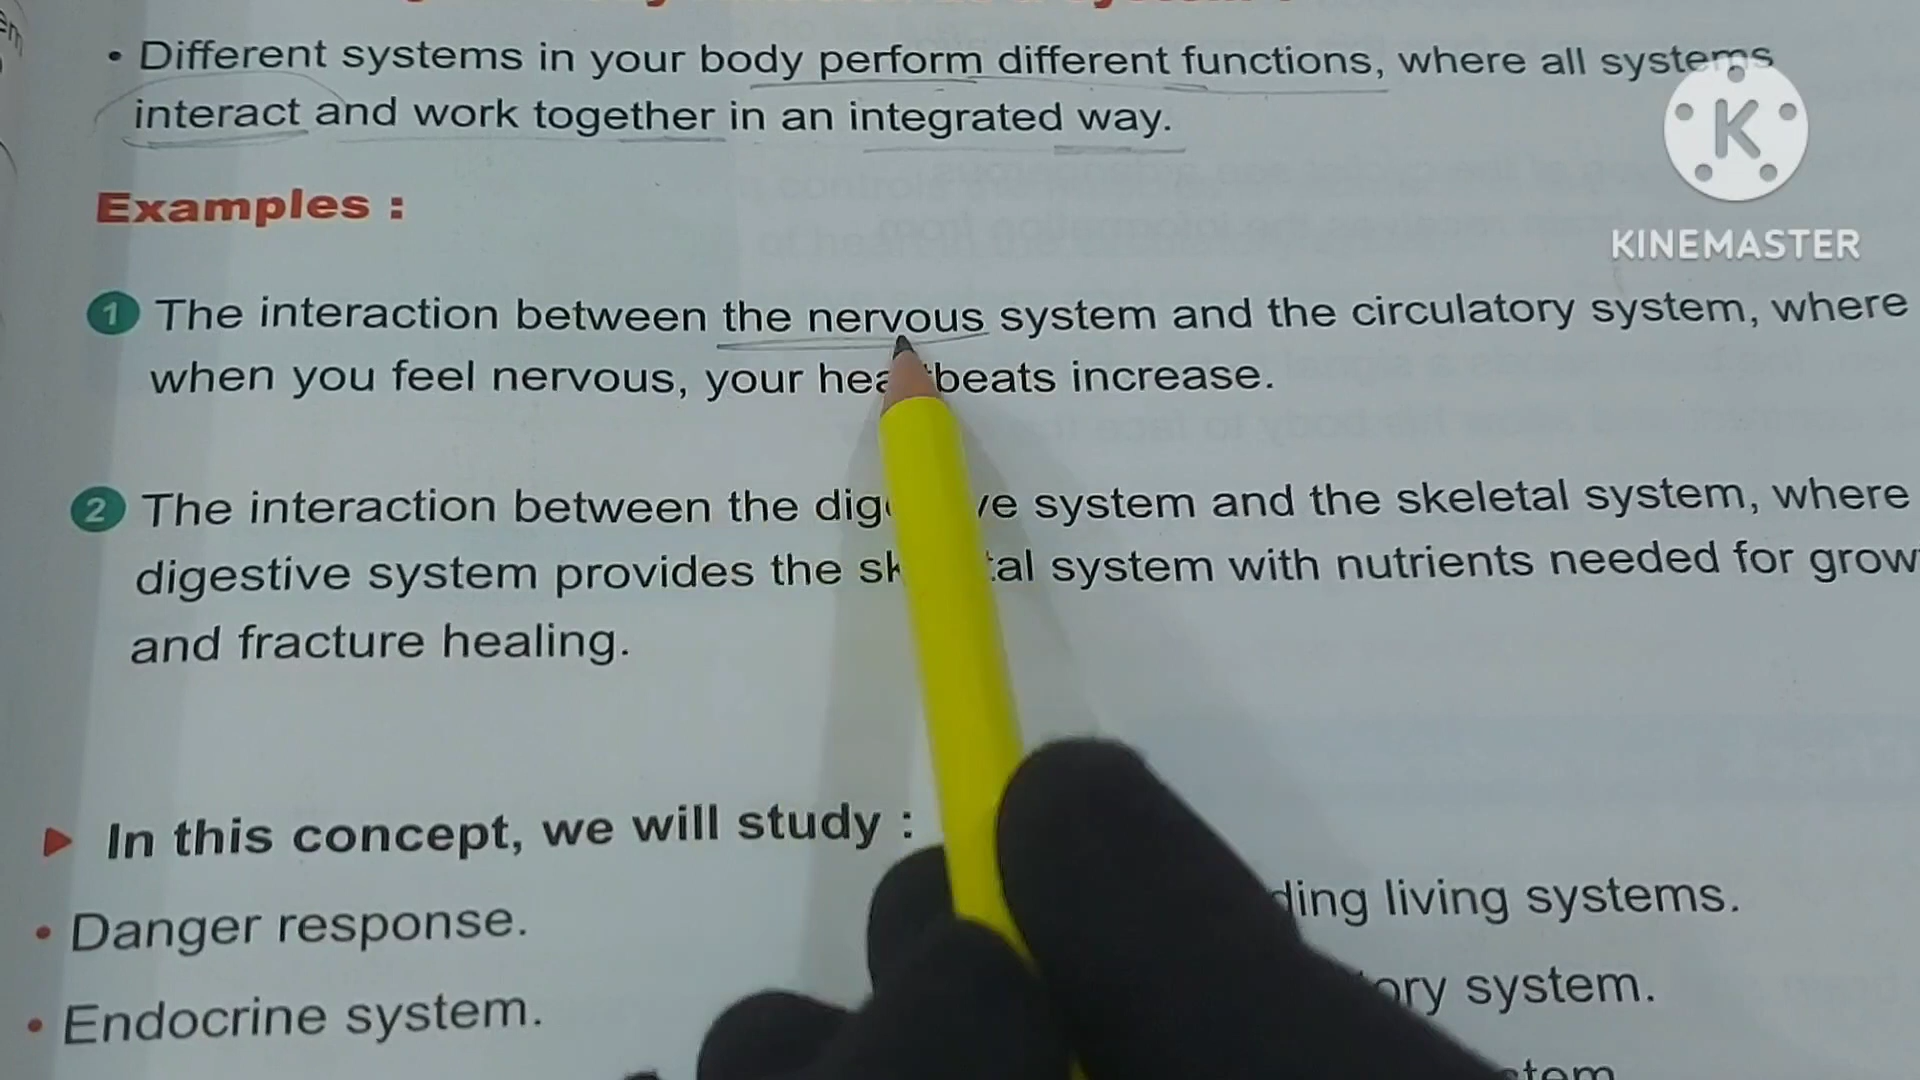 • Different systems in your body perform different functions, where all systems
interact and work together in an integrated way.
K
KINEMASTER
Examples :
1 The interaction between the nervous system and the circulatory system, where
when you feel nervous, your beats increase.
2 The interaction between the system and the skeletal system, where
digestive system provides the system with nutrients needed for
and fracture healing.
In this concept, we will study :
• Danger response. living systems.
• Endocrine system. system.